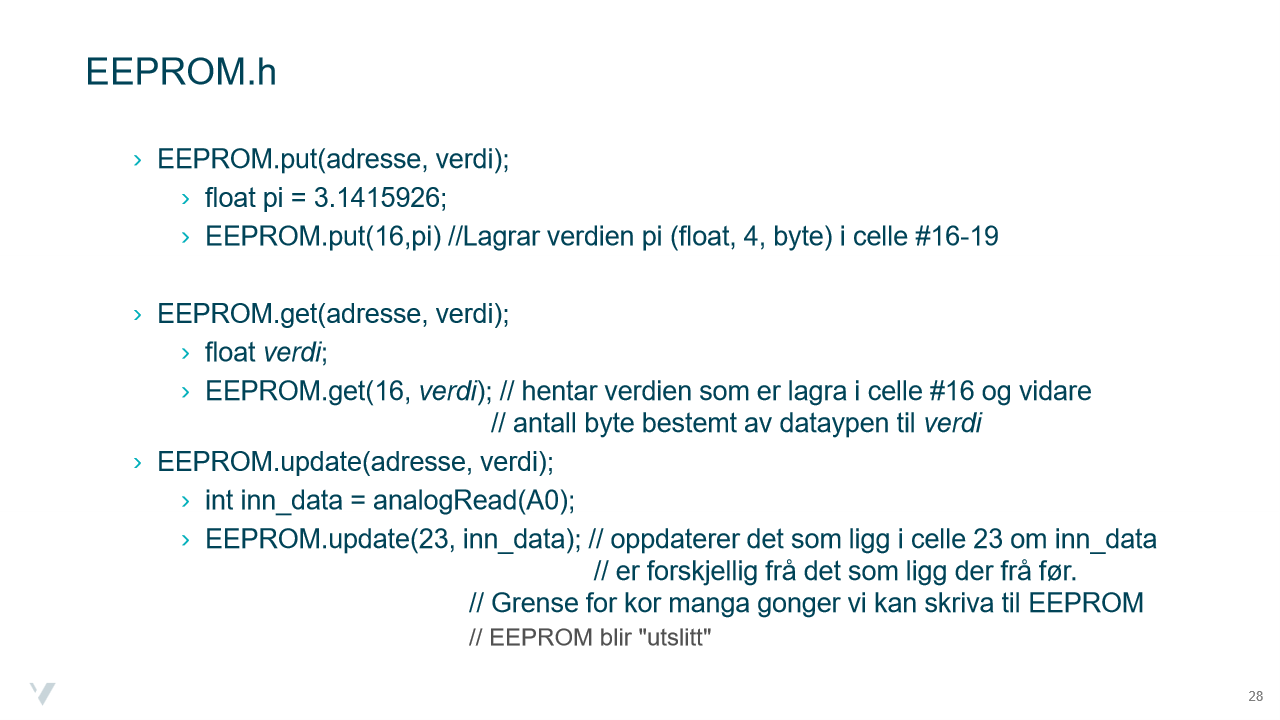 EEPROM.h
› EEPROM.put(adresse, verdi);
› float pi = 3.1415926;
› EEPROM.put(16,pi) //Lagrar verdien pi (float, 4, byte) i celle #16-19
› EEPROM.get(adresse, verdi);
› float verdi;
› EEPROM.get(16, verdi); // hentar verdien som er lagra i celle #16 og vidare
// antall byte bestemt av dataypen til verdi
› EEPROM.update(adresse, verdi);
› int inn_data = analogRead(A0);
› EEPROM.update(23, inn_data); // oppdaterer det som ligg i celle 23 om inn_data
// er forskjellig frå det som ligg der frå før.
// Grense for kor manga gonger vi kan skriva til EEPROM
// EEPROM blir "utslitt"
28